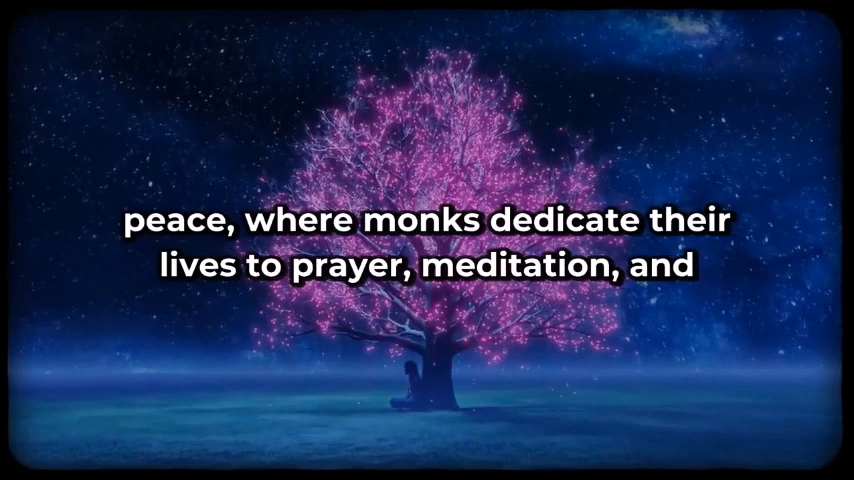 peace, where monks dedicate their
lives to prayer, meditation, and